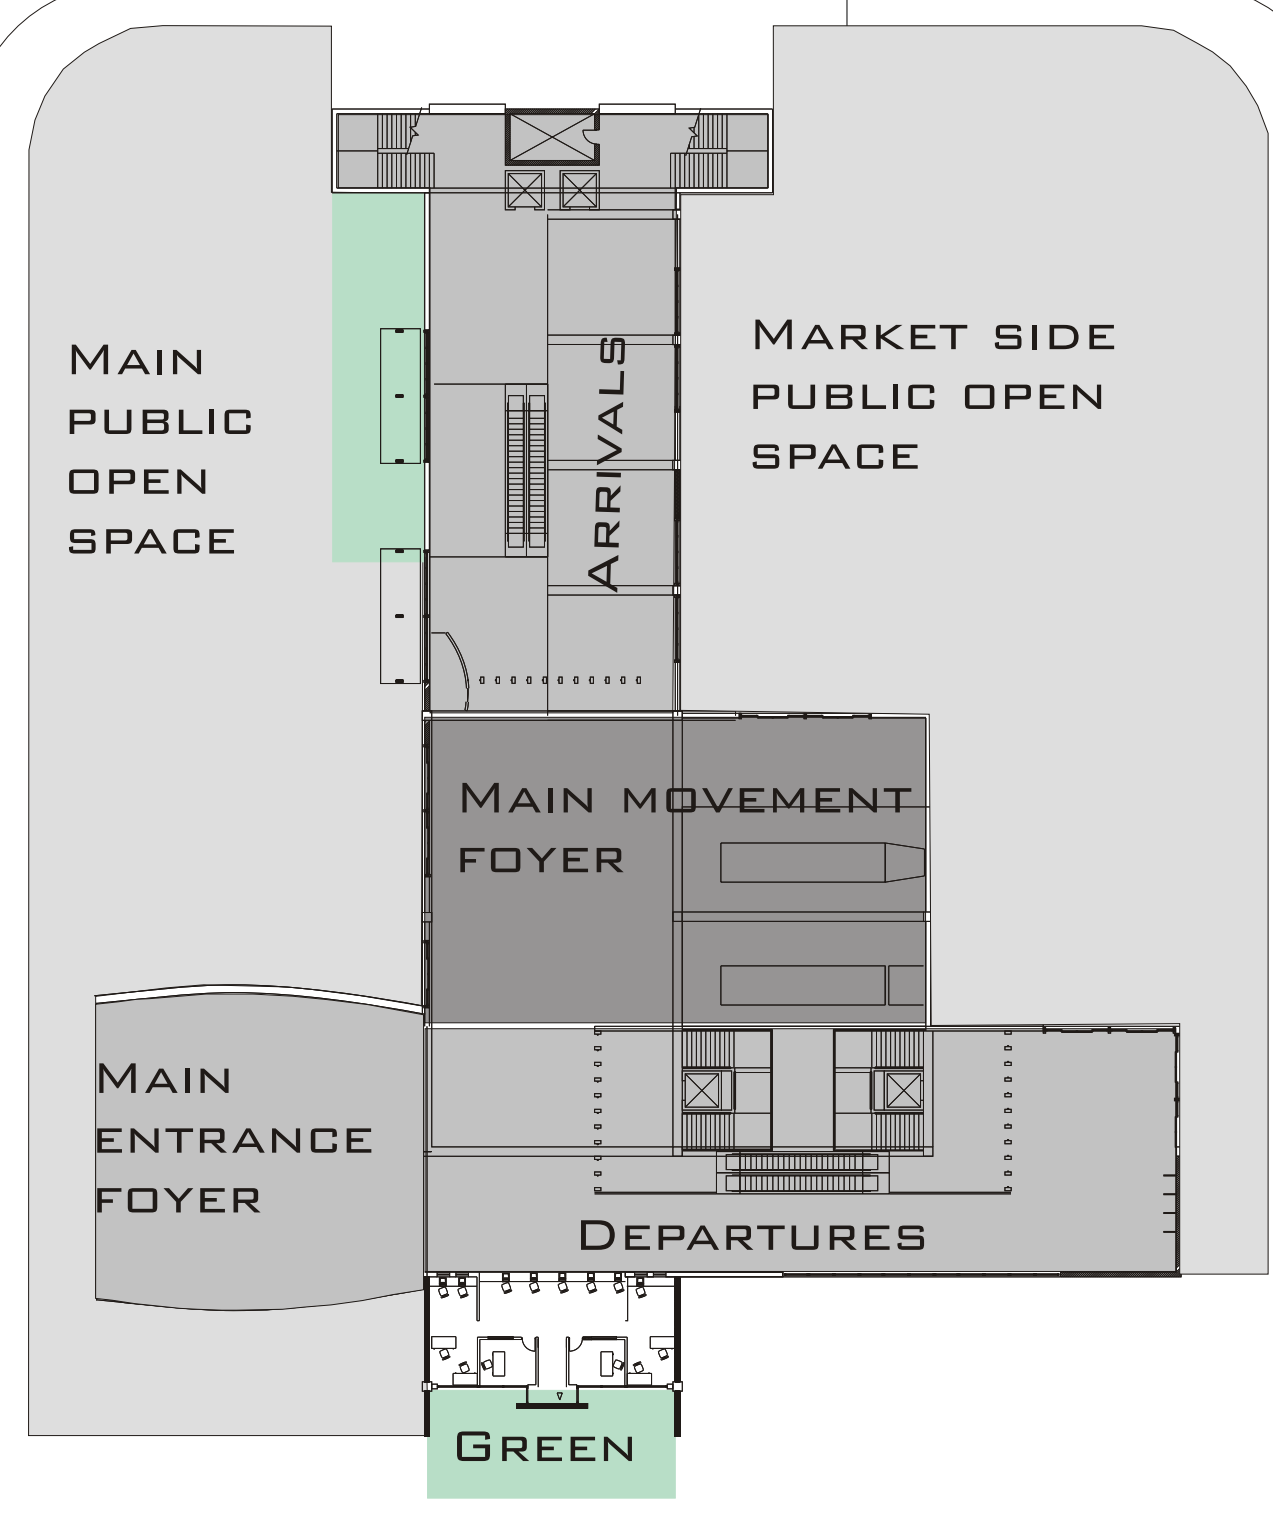 Main
public
open
space
Market side
public open
space
Arrivals
Main movement
foyer
Main
entrance
foyer
Departures
Green